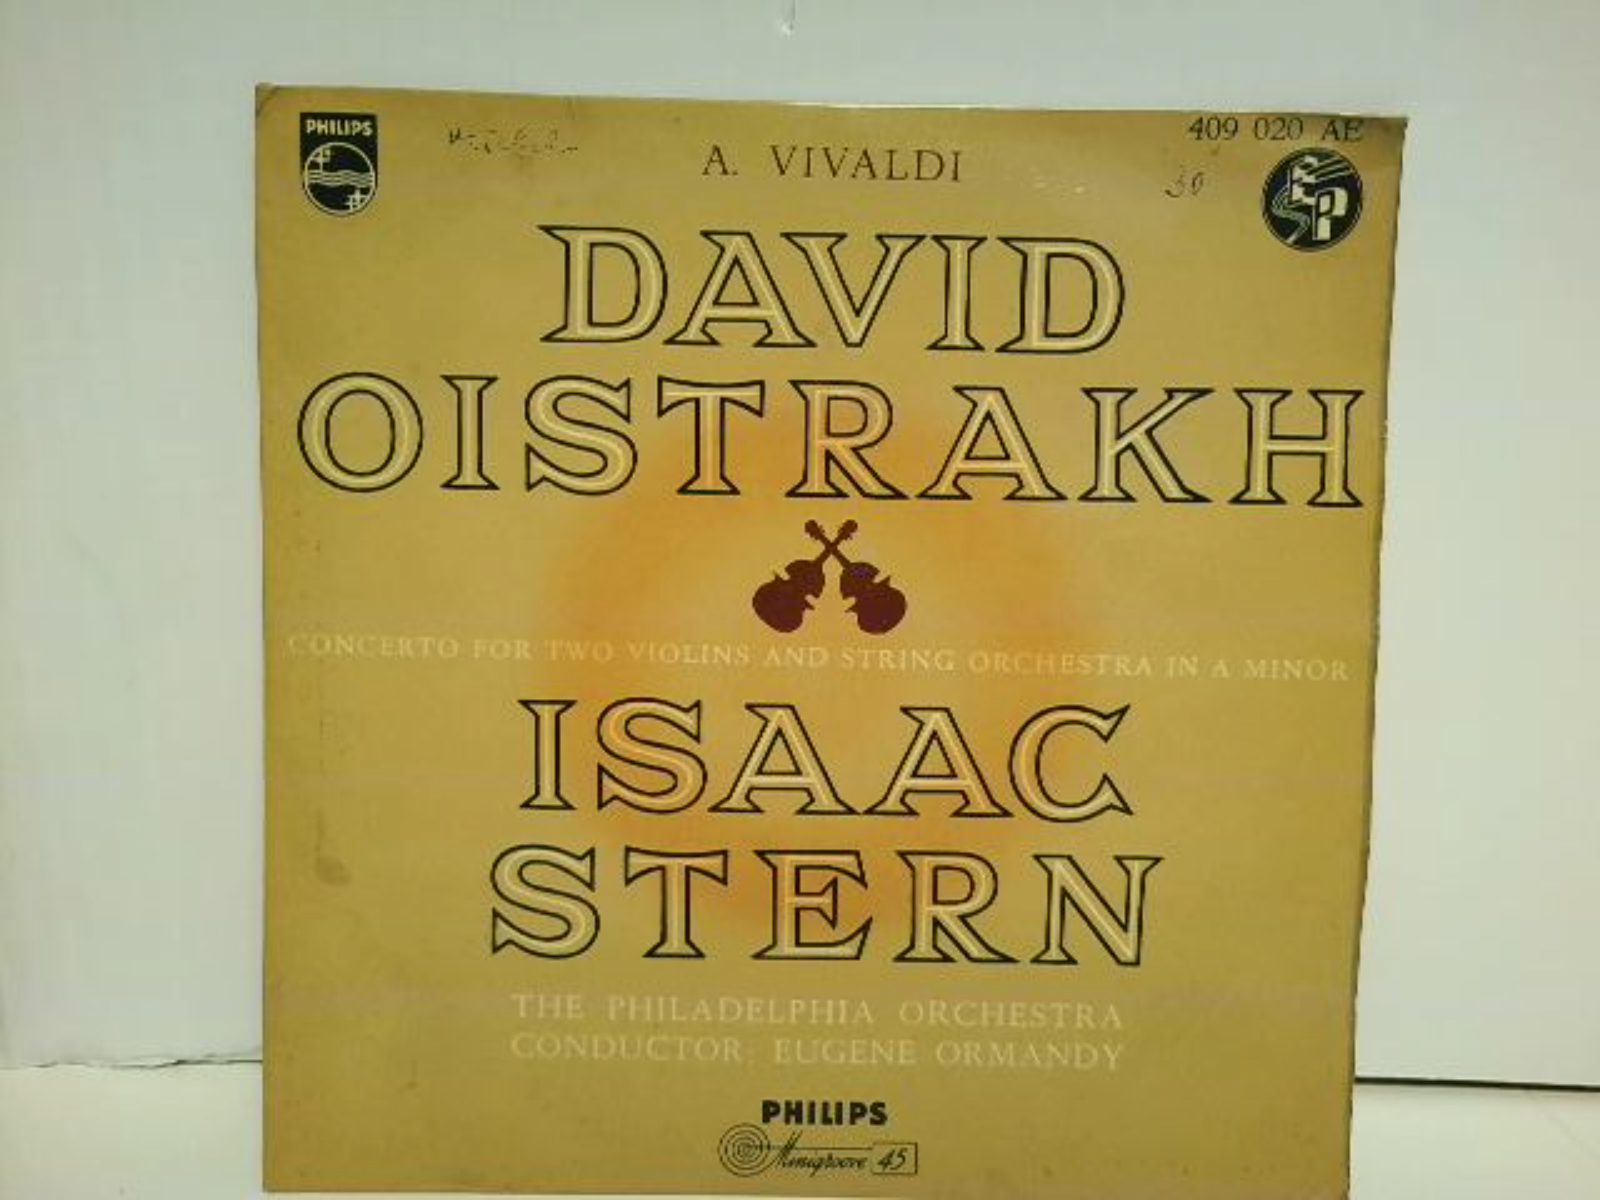 PHILIPS
409 020 AE
A. VIVALDI
30
EP
DAVID
OISTRAKH
CONCERTO FOR TWO VIOLINS AND STRING ORCHESTRA IN A MINOR
ISAAC
STERN
THE PHILADELPHIA ORCHESTRA
CONDUCTOR: EUGENE ORMANDY
PHILIPS
Minigroove 45